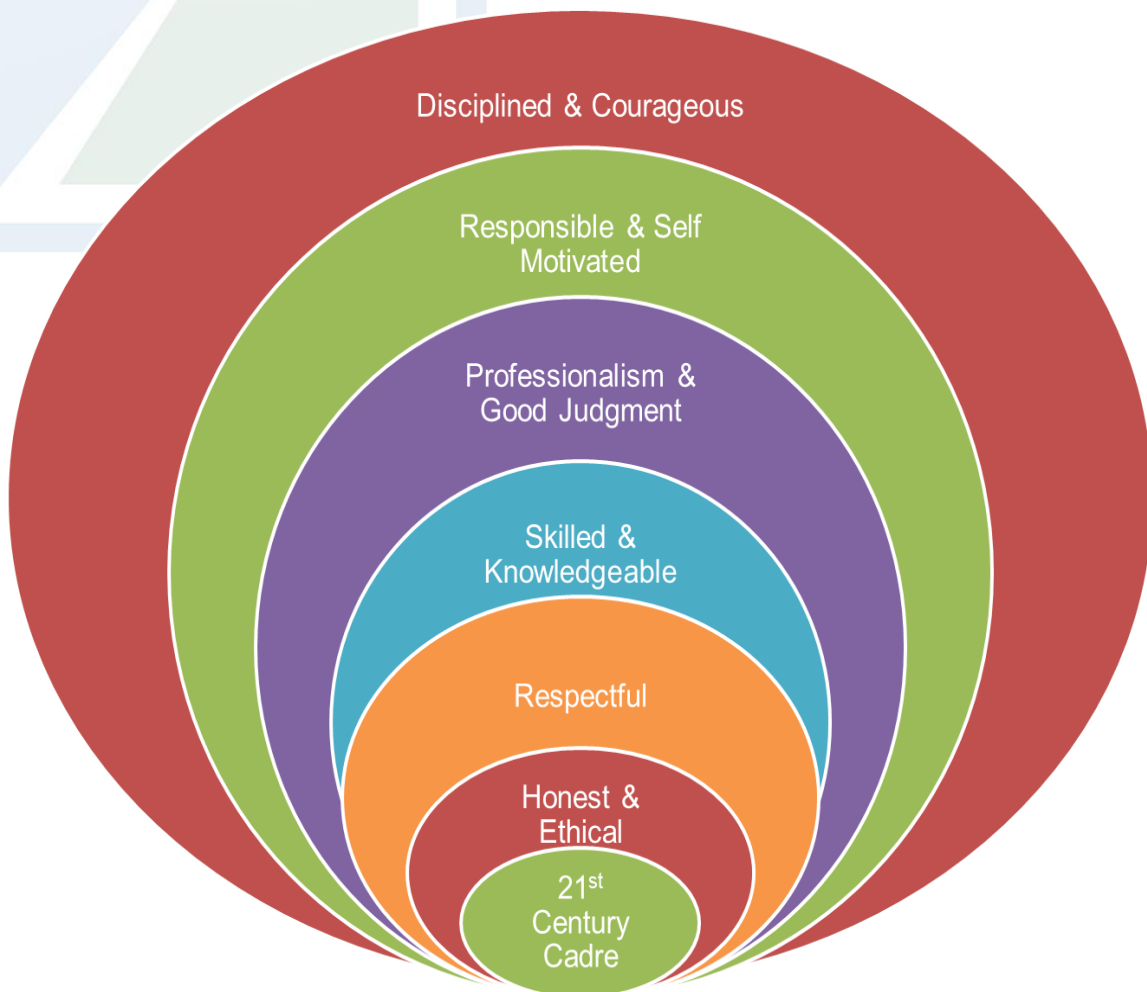 Disciplined & Courageous
Responsible & Self
Motivated
Professionalism &
Good Judgment
Skilled &
Knowledgeable
Respectful
Honest &
Ethical
21st
Century
Cadre